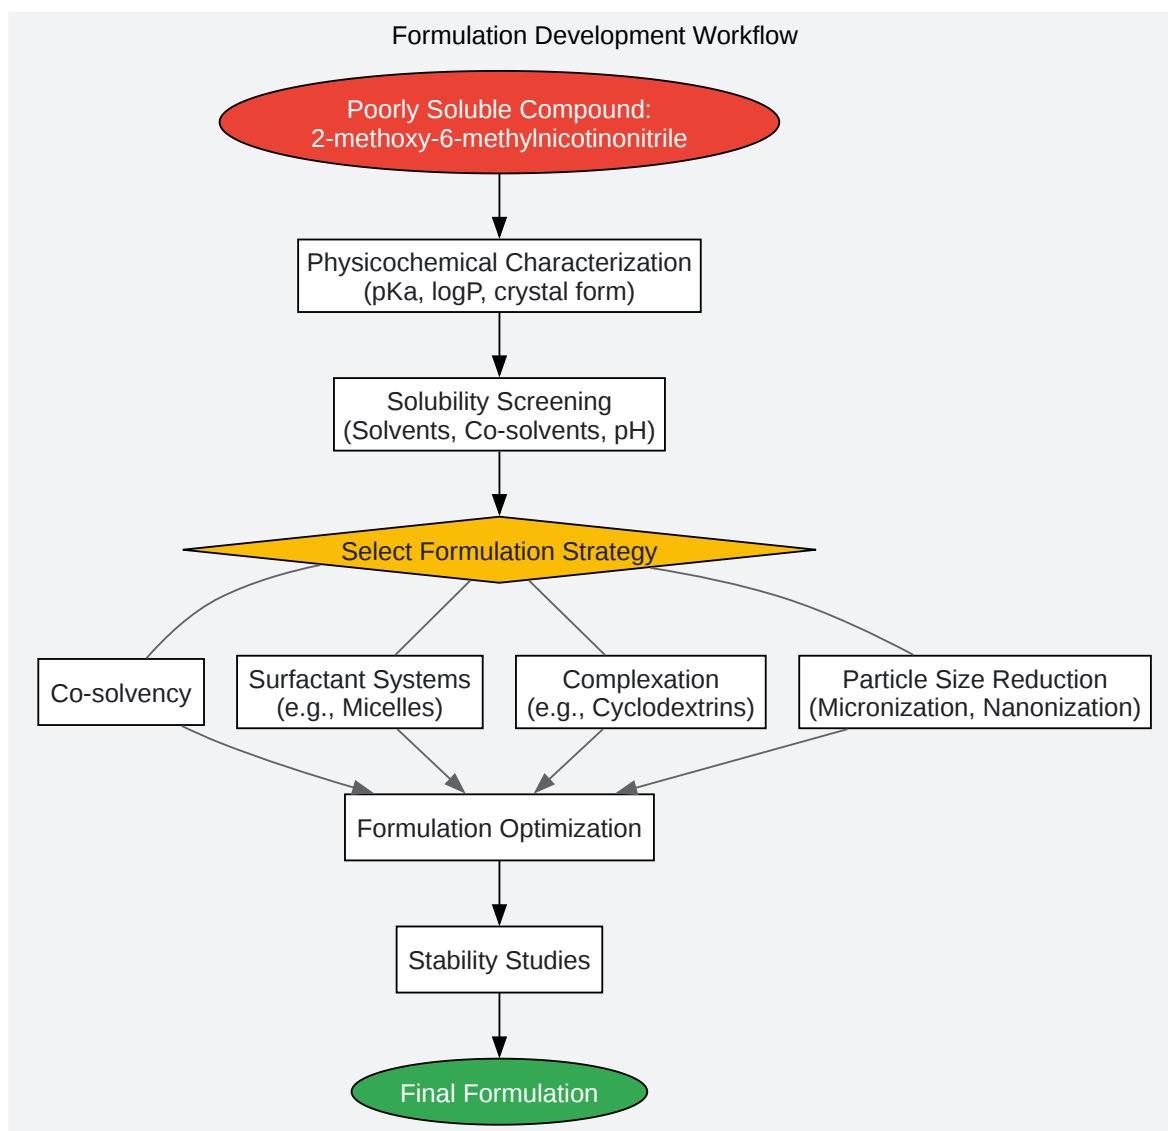 Formulation Development Workflow
Poorly Soluble Compound:
2-methoxy-6-methylnicotinonitrile
Physicochemical Characterization
(pKa, logP, crystal form)
Solubility Screening
(Solvents, Co-solvents, pH)
Select Formulation Strategy
Co-solvency
Surfactant Systems
(e.g., Micelles)
Complexation
(e.g., Cyclodextrins)
Particle Size Reduction
(Micronization, Nanonization)
Formulation Optimization
Stability Studies
Final Formulation